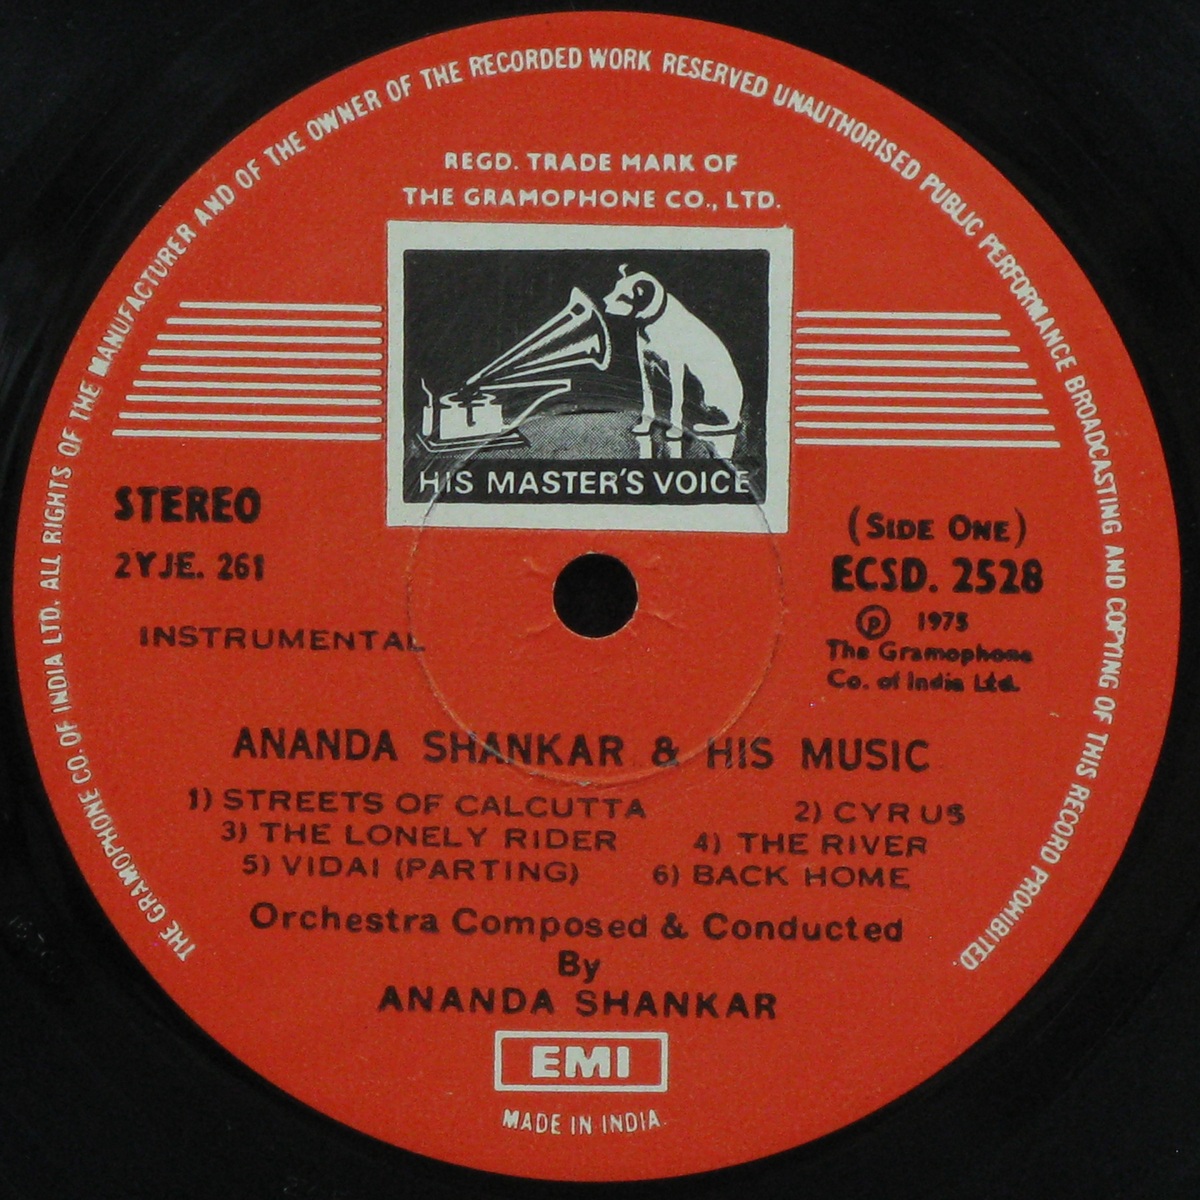 THE GRAMOPHONE CO. OF INDIA LTD. ALL RIGHTS OF THE MANUFACTURER AND OF THE OWNER OF THE RECORDED WORK RESERVED UNAUTHORISED PUBLIC PERFORMANCE BROADCASTING AND COPYING OF THIS RECORD PROHIBITED
REGD. TRADE MARK OF
THE GRAMOPHONE CO., LTD.
HIS MASTER'S VOICE
STEREO
2YJE. 261
INSTRUMENTAL
(SIDE ONE)
ECSD. 2528
℗ 1975
The Gramophone
Co. of India Ltd.
ANANDA SHANKAR & HIS MUSIC
1) STREETS OF CALCUTTA 2) CYRUS
3) THE LONELY RIDER 4) THE RIVER
5) VIDAI (PARTING) 6) BACK HOME
Orchestra Composed & Conducted
By
ANANDA SHANKAR
EMI
MADE IN INDIA